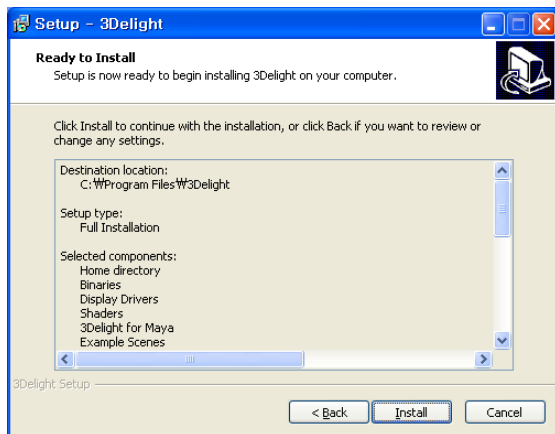 Setup - 3Delight
Ready to Install
Setup is now ready to begin installing 3Delight on your computer.
Click Install to continue with the installation, or click Back if you want to review or
change any settings.
Destination location:
C:₩Program Files₩3Delight
Setup type:
Full Installation
Selected components:
Home directory
Binaries
Display Drivers
Shaders
3Delight for Maya
Example Scenes
3Delight Setup
< Back
Install
Cancel